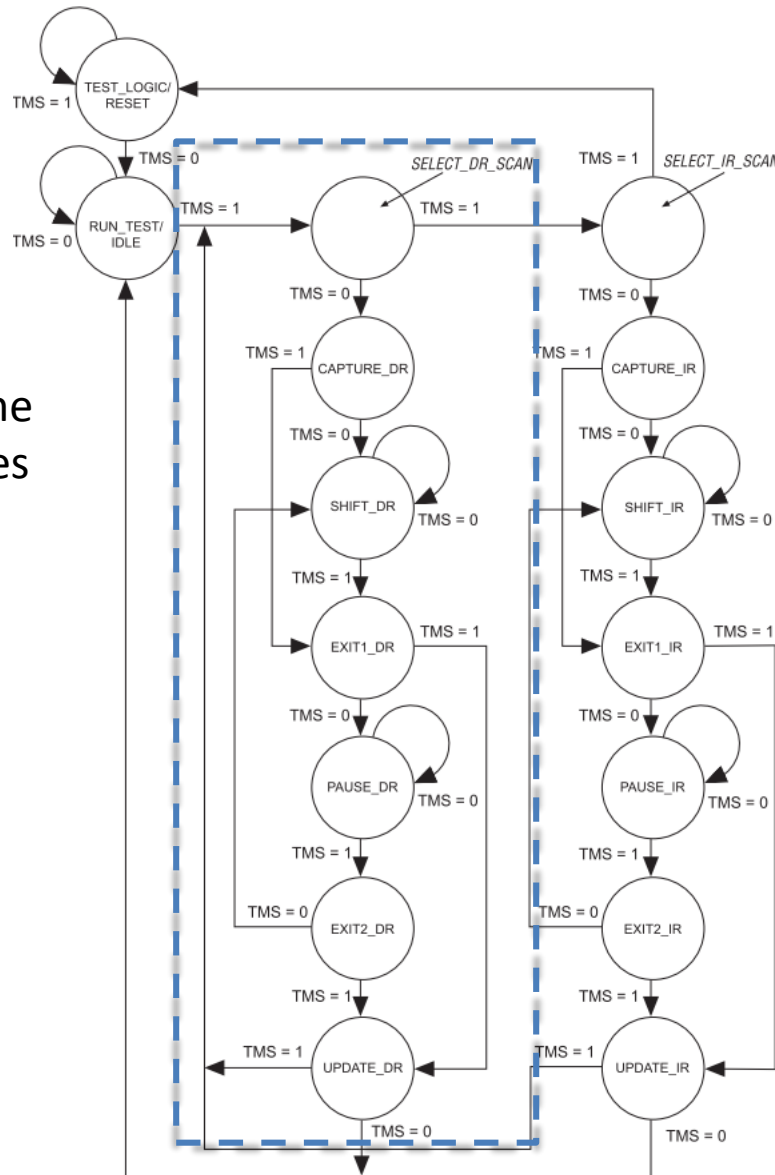 TEST_LOGIC/
RESET
TMS = 1
TMS = 0
SELECT_DR_SCAN
TMS = 1
SELECT_IR_SCAN
RUN_TEST/
IDLE
TMS = 0
TMS = 1
TMS = 1
TMS = 0
TMS = 0
TMS = 1
CAPTURE_DR
TMS = 1
CAPTURE_IR
es
TMS = 0
TMS = 0
SHIFT_DR
TMS = 0
SHIFT_IR
TMS = 0
TMS = 1
TMS = 1
EXIT1_DR
TMS = 1
EXIT1_IR
TMS = 1
TMS = 0
TMS = 0
PAUSE_DR
TMS = 0
PAUSE_IR
TMS = 0
TMS = 1
TMS = 1
TMS = 0
EXIT2_DR
TMS = 0
EXIT2_IR
TMS = 1
TMS = 1
TMS = 1
UPDATE_DR
TMS = 1
UPDATE_IR
TMS = 0
TMS = 0